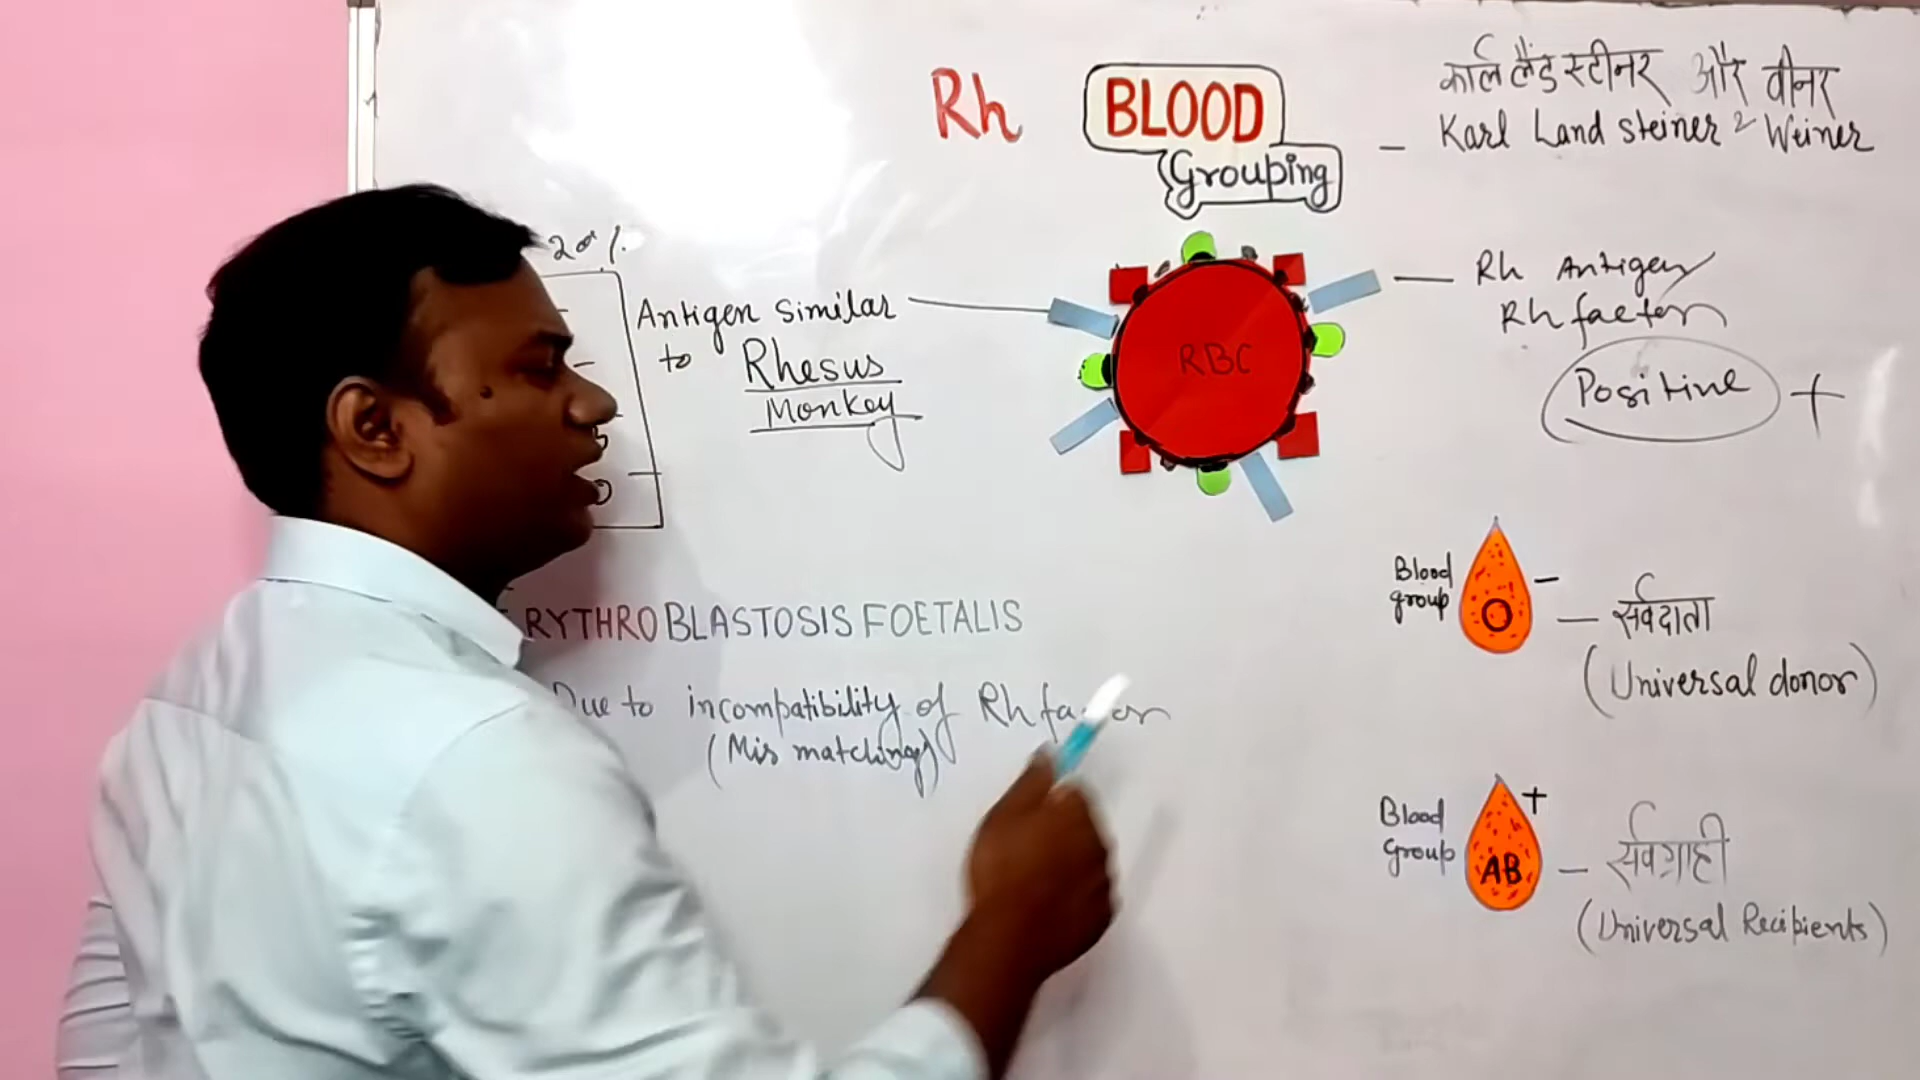 Rh BLOOD
Grouping
- कार्ल लैंड स्टीनर और वीनर
Karl Land Steiner & Weiner
20%
Antigen similar
to Rhesus
Monkey
B
O
RBC
Rh Antigen
Rh factor
Positive +
RYTHROBLASTOSIS FOETALIS
Due to incompatibility of Rh
(Mis matching)
Blood
group
O -
- सर्वदाता
(Universal donor)
Blood
Group
AB +
- सर्वग्राही
(Universal Recipients)